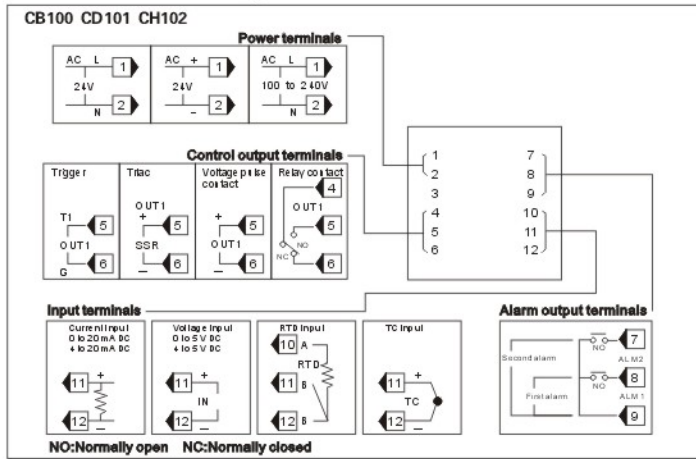 CB100 CD101 CH102
Power terminals
AC L 1
24V
N 2
AC + 1
24V
– 2
AC L 1
100 to 240V
N 2
Control output terminals
Trigger
T1 5
OUT1
G 6
Triac
OUT1
+ 5
SSR
– 6
Voltage pulse
contact
+ 5
OUT1
– 6
Relay contact
4
OUT1
5
NO
NC
6
1 7
2 8
3 9
4 10
5 11
6 12
Input terminals
Current Input
0 to 20mA DC
4 to 20mA DC
11 +
12 –
Voltage Input
0 to 5V DC
4 to 5V DC
11 +
IN
12 –
RTD Input
10 A
RTD
11 B
12 B
TC Input
11 +
TC
12 –
Alarm output terminals
7
NO
Second alarm
ALM2
8
NO
First alarm
ALM1
9
NO:Normally open NC:Normally closed